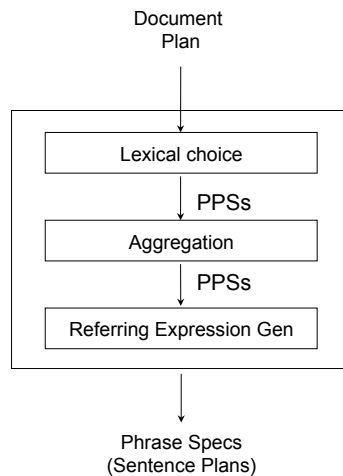 Document
Plan
Lexical choice
PPSs
Aggregation
PPSs
Referring Expression Gen
Phrase Specs
(Sentence Plans)